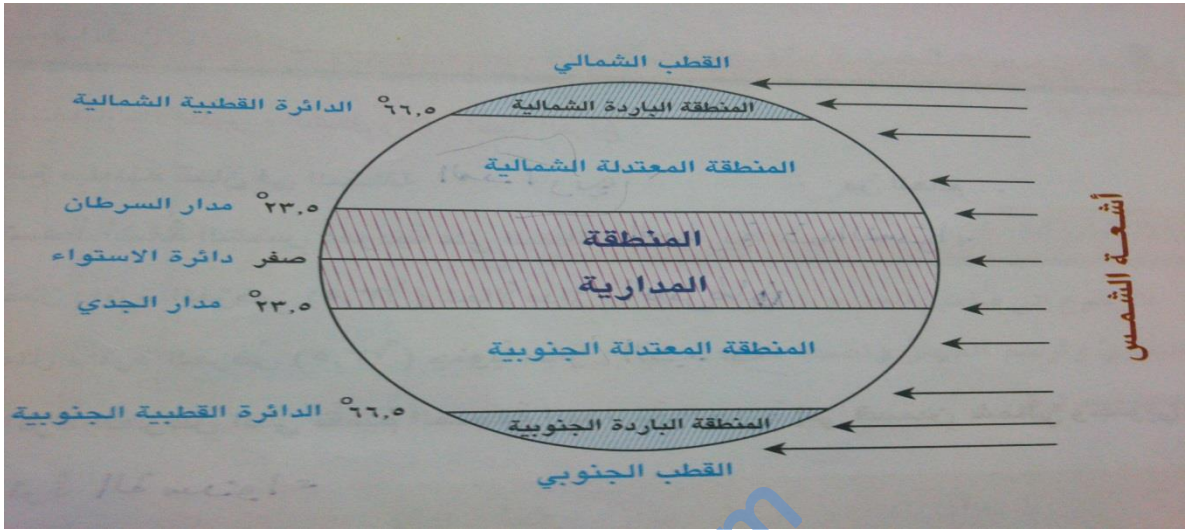 القطب الشمالي
الدائرة القطبية الشمالية ٦٦,٥°
المنطقة الباردة الشمالية
المنطقة المعتدلة الشمالية
مدار السرطان ٢٣,٥°
المنطقة
دائرة الاستواء صفر
المدارية
مدار الجدي ٢٣,٥°
المنطقة المعتدلة الجنوبية
الدائرة القطبية الجنوبية ٦٦,٥°
المنطقة الباردة الجنوبية
القطب الجنوبي
أشعة الشمس